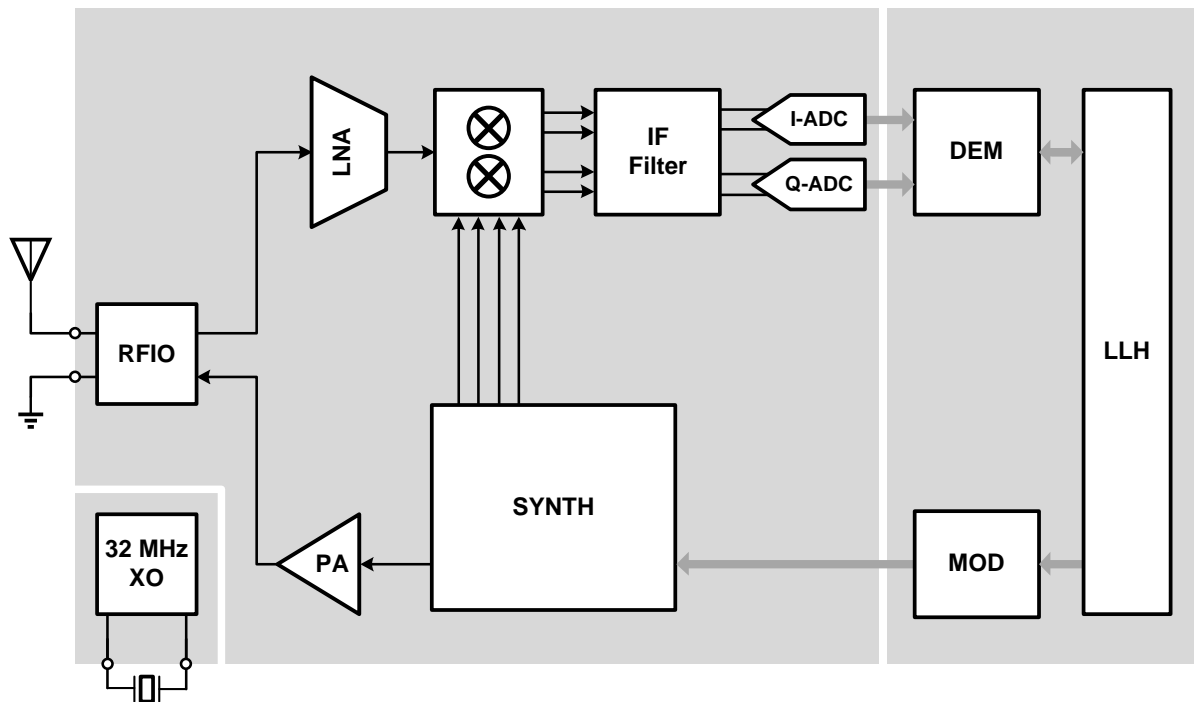 LNA
IF
Filter
I-ADC
Q-ADC
DEM
LLH
RFIO
SYNTH
32 MHz
XO
PA
MOD